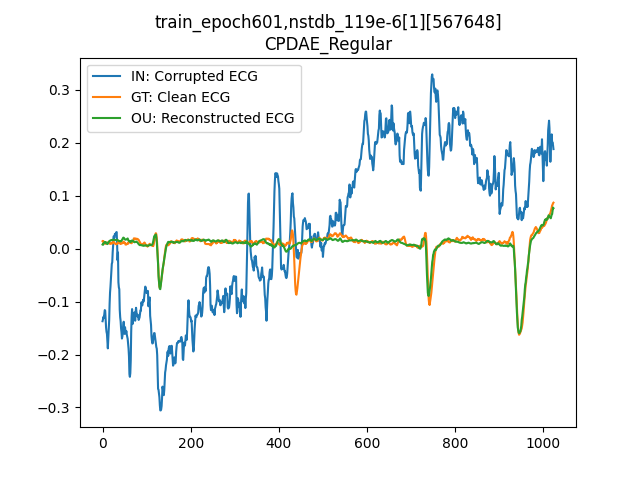 train_epoch601,nstdb_119e-6[1][567648]
CPDAE_Regular
IN: Corrupted ECG
GT: Clean ECG
OU: Reconstructed ECG
0.3
0.2
0.1
0.0
−0.1
−0.2
−0.3
0 200 400 600 800 1000